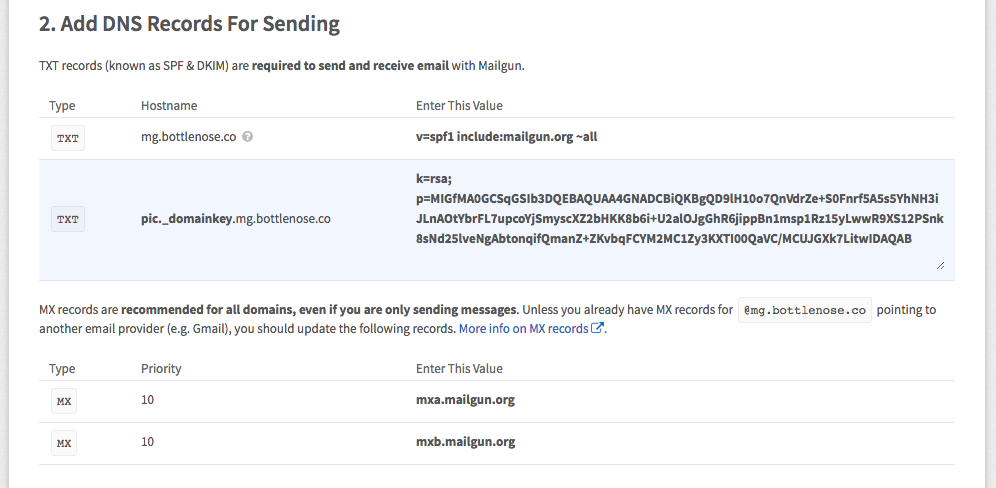 2. Add DNS Records For Sending
TXT records (known as SPF & DKIM) are required to send and receive email with Mailgun.
Type Hostname Enter This Value
TXT mg.bottlenose.co ? v=spf1 include:mailgun.org ~all
k=rsa;
p=MIGfMA0GCSqGSIb3DQEBAQUAA4GNADCBiQKBgQD9lH10o7QnVdrZe+S0Fnrf5A5s5YhNH3i
TXT pic._domainkey.mg.bottlenose.co
JLnAOtYbrFL7upcoYjSmyscXZ2bHKK8b6i+U2alOJgGhR6jippBn1msp1Rz15yLwwR9XS12PSnk
8sNd25lveNgAbtonqifQmanZ+ZKvbqFCYM2MC1Zy3KXTI00QaVC/MCUJGXk7LitwIDAQAB
MX records are recommended for all domains, even if you are only sending messages. Unless you already have MX records for @mg.bottlenose.co pointing to
another email provider (e.g. Gmail), you should update the following records. More info on MX records.
Type Priority Enter This Value
MX 10 mxa.mailgun.org
MX 10 mxb.mailgun.org